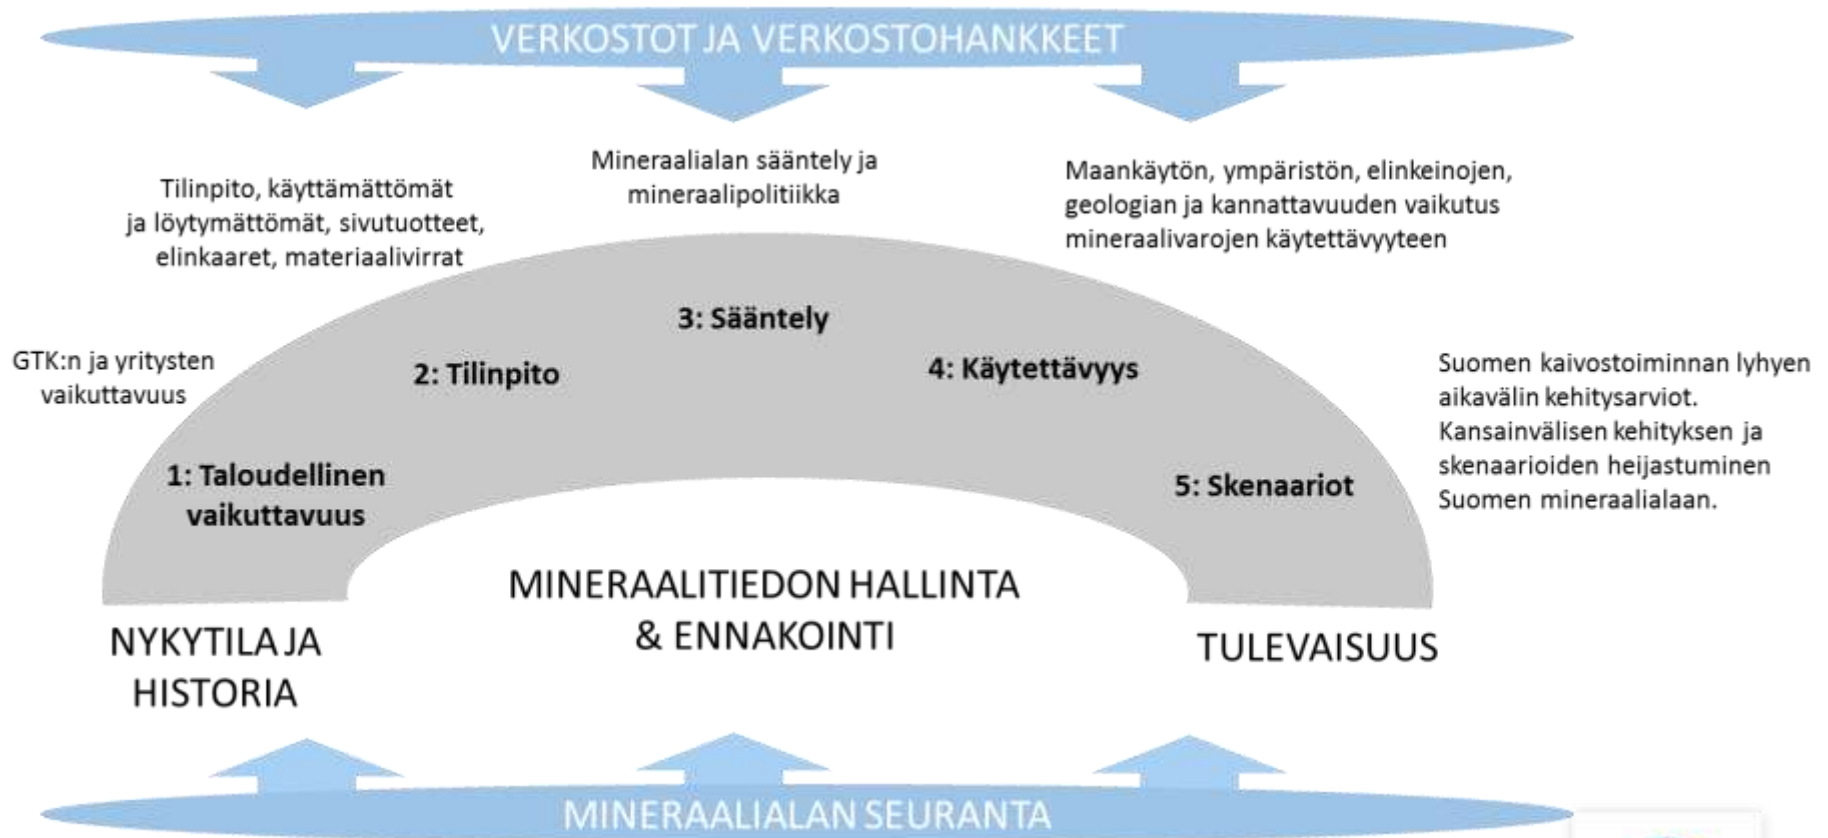 VERKOSTOT JA VERKOSTOHANKKEET
Tilinpito, käyttämättömät
ja löytymättömät, sivutuotteet,
elinkaaret, materiaalivirrat
Mineraalialan sääntely ja
mineraalipolitiikka
Maankäytön, ympäristön, elinkeinojen,
geologian ja kannattavuuden vaikutus
mineraalivarojen käytettävyyteen
GTK:n ja yritysten
vaikuttavuus
1: Taloudellinen
vaikuttavuus
2: Tilinpito
3: Sääntely
4: Käytettävyys
5: Skenaariot
Suomen kaivostoiminnan lyhyen
aikavälin kehitysarviot.
Kansainvälisen kehityksen ja
skenaarioiden heijastuminen
Suomen mineraalialaan.
MINERAALITIEDON HALLINTA
& ENNAKOINTI
NYKYTILA JA
HISTORIA
TULEVAISUUS
MINERAALIALAN SEURANTA